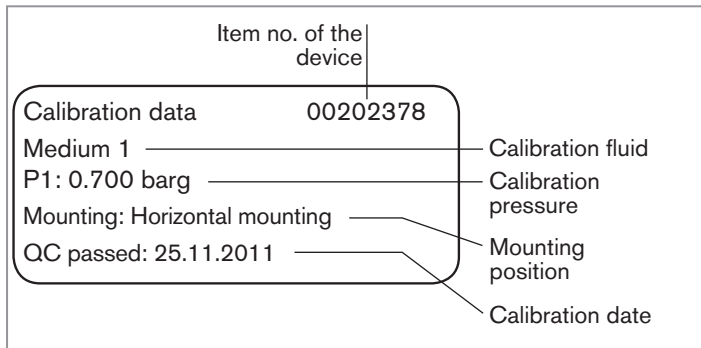 Item no. of the
device
Calibration data 00202378
Medium 1
Calibration fluid
P1: 0.700 barg
Calibration
pressure
Mounting: Horizontal mounting
Mounting
position
QC passed: 25.11.2011
Calibration date